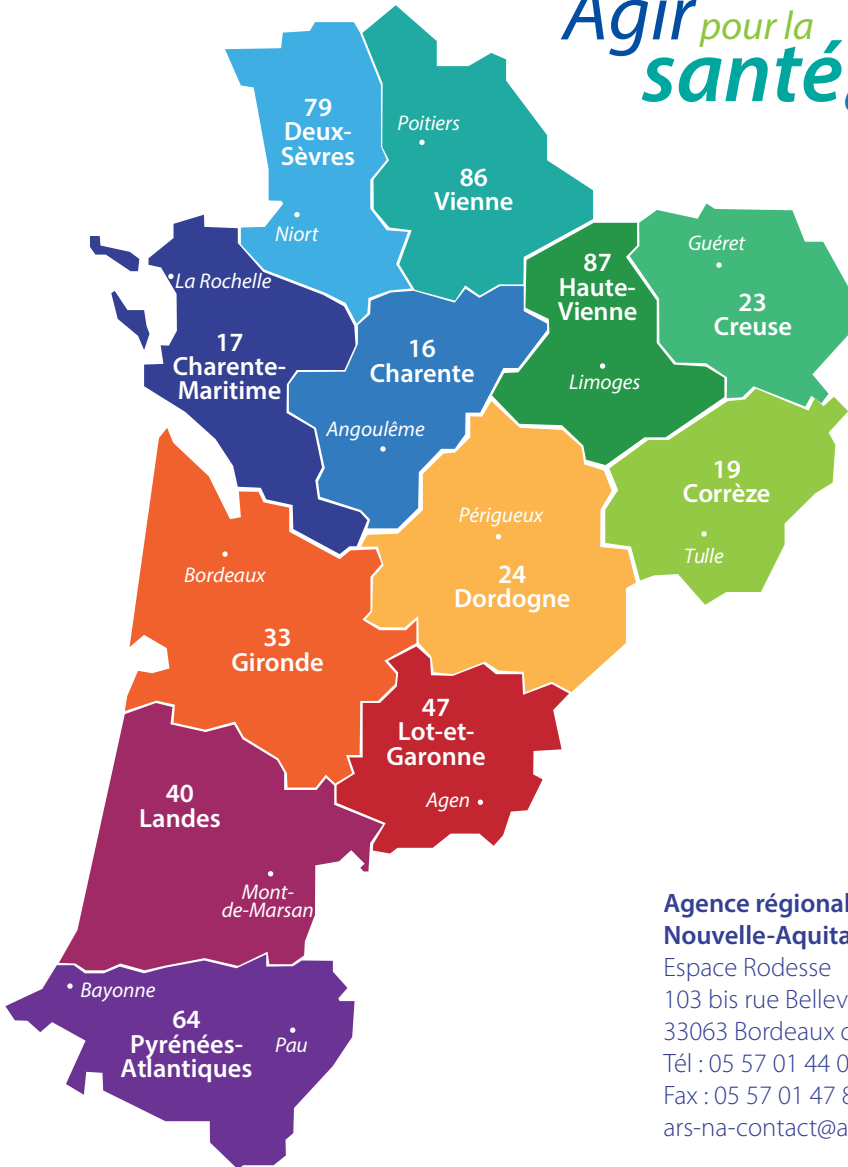 Agir pour la
santé
79
Deux-
Sèvres
Niort
Poitiers
86
Vienne
La Rochelle
17
Charente-
Maritime
16
Charente
Angoulême
87
Haute-
Vienne
Limoges
Guéret
23
Creuse
19
Corrèze
Tulle
Périgueux
24
Dordogne
Bordeaux
33
Gironde
47
Lot-et-
Garonne
Agen
40
Landes
Mont-
de-Marsan
Bayonne
64
Pyrénées-
Atlantiques
Pau
Agence régional
Nouvelle-Aquita
Espace Rodesse
103 bis rue Bellev
33063 Bordeaux c
Tél : 05 57 01 44 0
Fax : 05 57 01 47 8
ars-na-contact@a